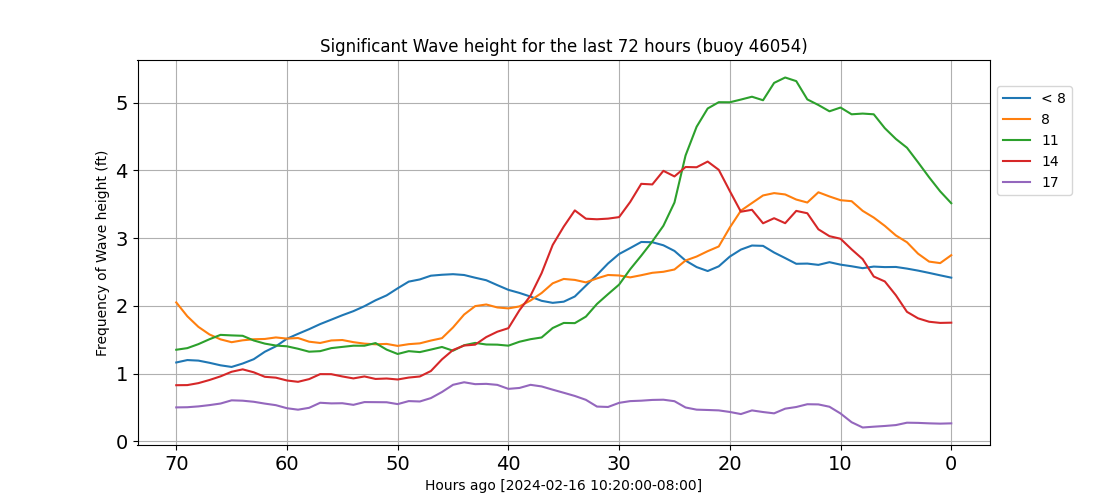 Significant Wave height for the last 72 hours (buoy 46054)
Frequency of Wave height (ft)
5
4
3
2
1
0
70 60 50 40 30 20 10 0
Hours ago [2024-02-16 10:20:00-08:00]
< 8
8
11
14
17